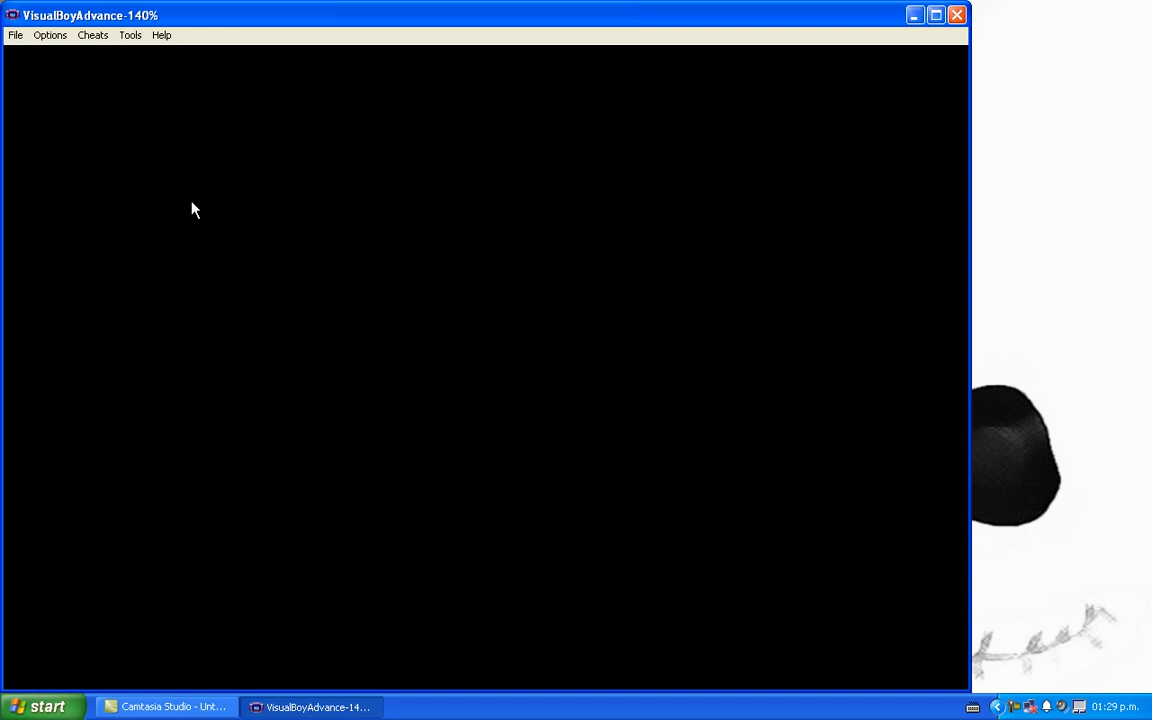 VisualBoyAdvance-140%
File Options Cheats Tools Help
start Camtasia Studio - Unt... VisualBoyAdvance-14... 01:29 p.m.